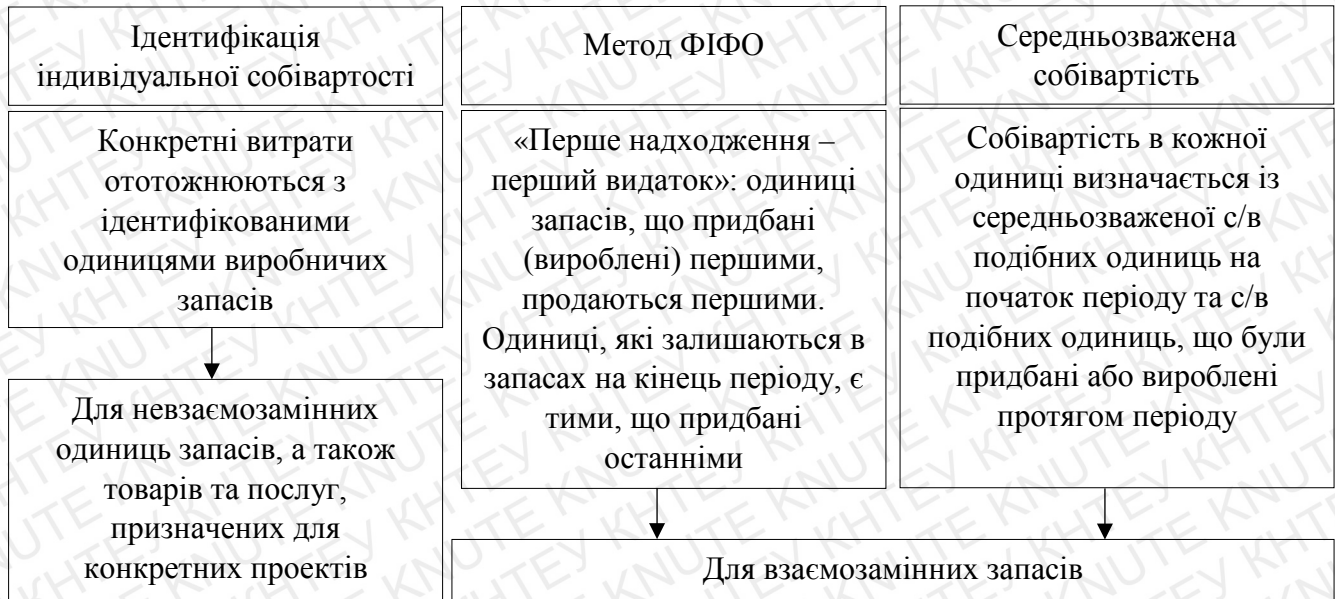 Ідентифікація
індивідуальної собівартості
Конкретні витрати
ототожнюються з
ідентифікованими
одиницями виробничих
запасів
Для невзаємозамінних
одиниць запасів, а також
товарів та послуг,
призначених для
конкретних проектів
Метод ФІФО
«Перше надходження –
перший видаток»: одиниці
запасів, що придбані
(вироблені) першими,
продаються першими.
Одиниці, які залишаються в
запасах на кінець періоду, є
тими, що придбані
останніми
Середньозважена
собівартість
Собівартість в кожної
одиниці визначається із
середньозваженої с/в
подібних одиниць на
початок періоду та с/в
подібних одиниць, що були
придбані або вироблені
протягом періоду
Для взаємозамінних запасів